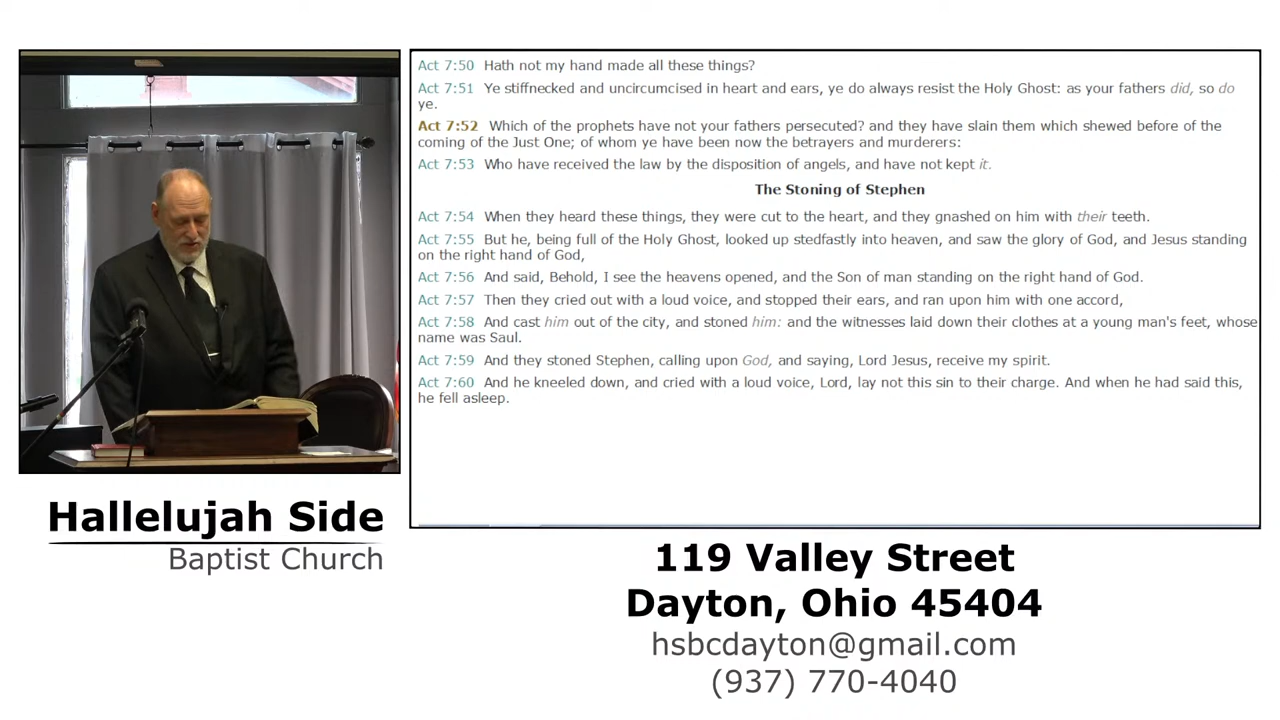 Act 7:50 Hath not my hand made all these things?
Act 7:51 Ye stiffnecked and uncircumcised in heart and ears, ye do always resist the Holy Ghost: as your fathers did, so do
ye.
Act 7:52 Which of the prophets have not your fathers persecuted? and they have slain them which shewed before of the
coming of the Just One; of whom ye have been now the betrayers and murderers:
Act 7:53 Who have received the law by the disposition of angels, and have not kept it.
The Stoning of Stephen
Act 7:54 When they heard these things, they were cut to the heart, and they gnashed on him with their teeth.
Act 7:55 But he, being full of the Holy Ghost, looked up stedfastly into heaven, and saw the glory of God, and Jesus standing
on the right hand of God,
Act 7:56 And said, Behold, I see the heavens opened, and the Son of man standing on the right hand of God.
Act 7:57 Then they cried out with a loud voice, and stopped their ears, and ran upon him with one accord,
Act 7:58 And cast him out of the city, and stoned him: and the witnesses laid down their clothes at a young man's feet, whose
name was Saul.
Act 7:59 And they stoned Stephen, calling upon God, and saying, Lord Jesus, receive my spirit.
Act 7:60 And he kneeled down, and cried with a loud voice, Lord, lay not this sin to their charge. And when he had said this,
he fell asleep.
Hallelujah Side
Baptist Church
119 Valley Street
Dayton, Ohio 45404
hsbcdayton@gmail.com
(937) 770-4040